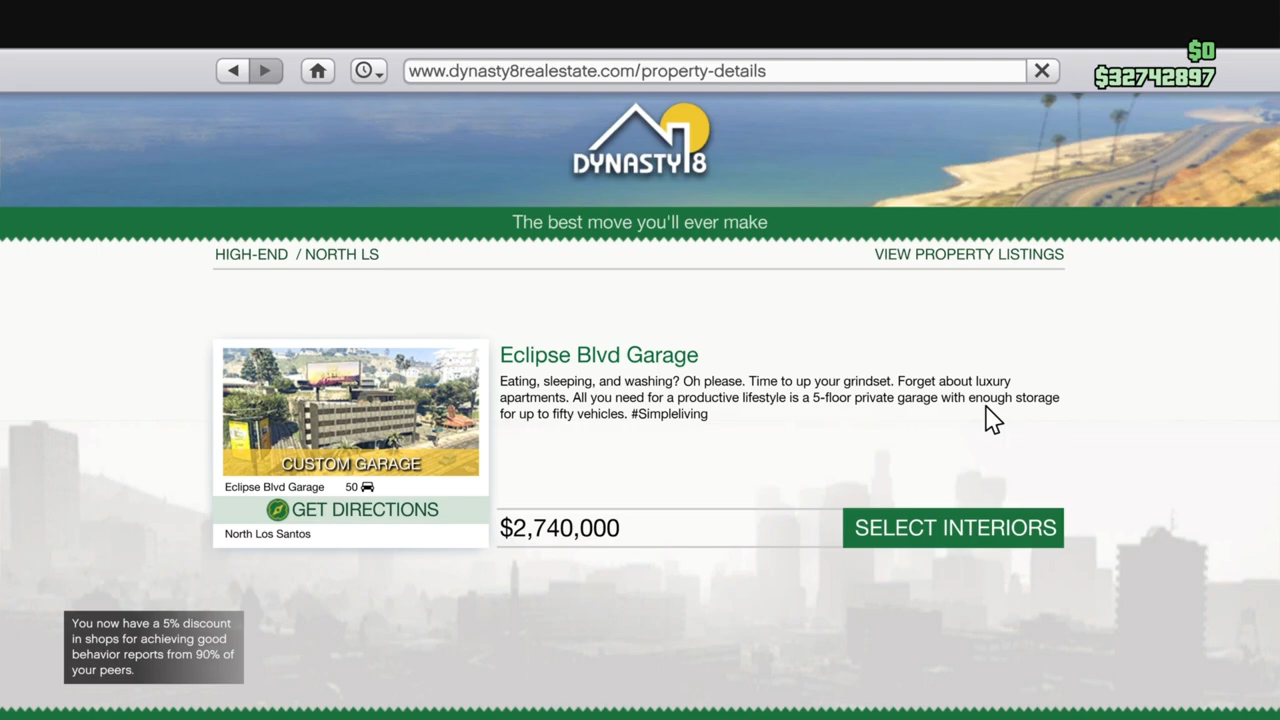 $0
www.dynasty8realestate.com/property-details
$32742897
DYNASTY 8
The best move you'll ever make
HIGH-END / NORTH LS
VIEW PROPERTY LISTINGS
Eclipse Blvd Garage
Eating, sleeping, and washing? Oh please. Time to up your grindset. Forget about luxury
apartments. All you need for a productive lifestyle is a 5-floor private garage with enough storage
for up to fifty vehicles. #Simpleliving
CUSTOM GARAGE
Eclipse Blvd Garage 50
GET DIRECTIONS
North Los Santos
$2,740,000
SELECT INTERIORS
You now have a 5% discount
in shops for achieving good
behavior reports from 90% of
your peers.